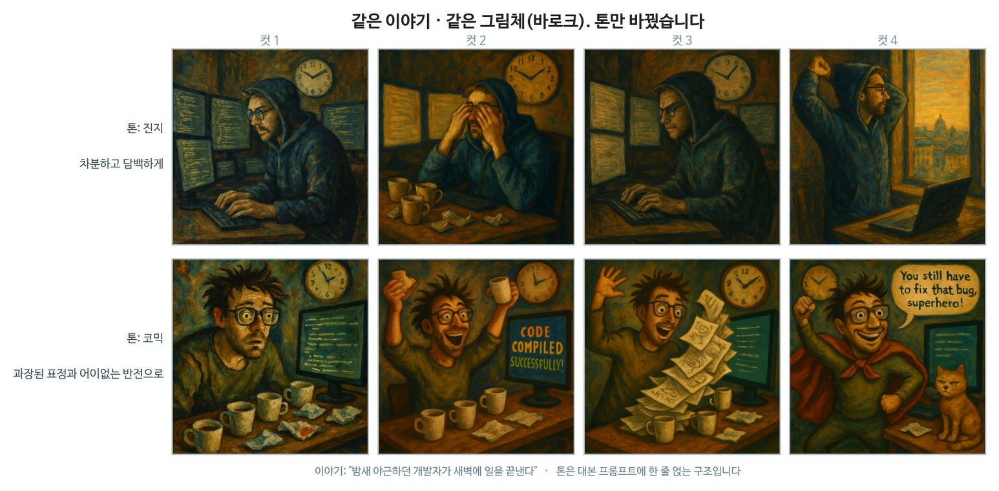 같은 이야기 · 같은 그림체(바로크). 톤만 바꿨습니다
컷 1
컷 2
컷 3
컷 4
톤: 진지
차분하고 담백하게
톤: 코믹
과장된 표정과 어이없는 반전으로
CODE
COMPILED
SUCCESSFULLY!
You still have
to fix that bug,
superhero!
이야기: "밤새 야근하던 개발자가 새벽에 일을 끝낸다" · 톤은 대본 프롬프트에 한 줄 얹는 구조입니다